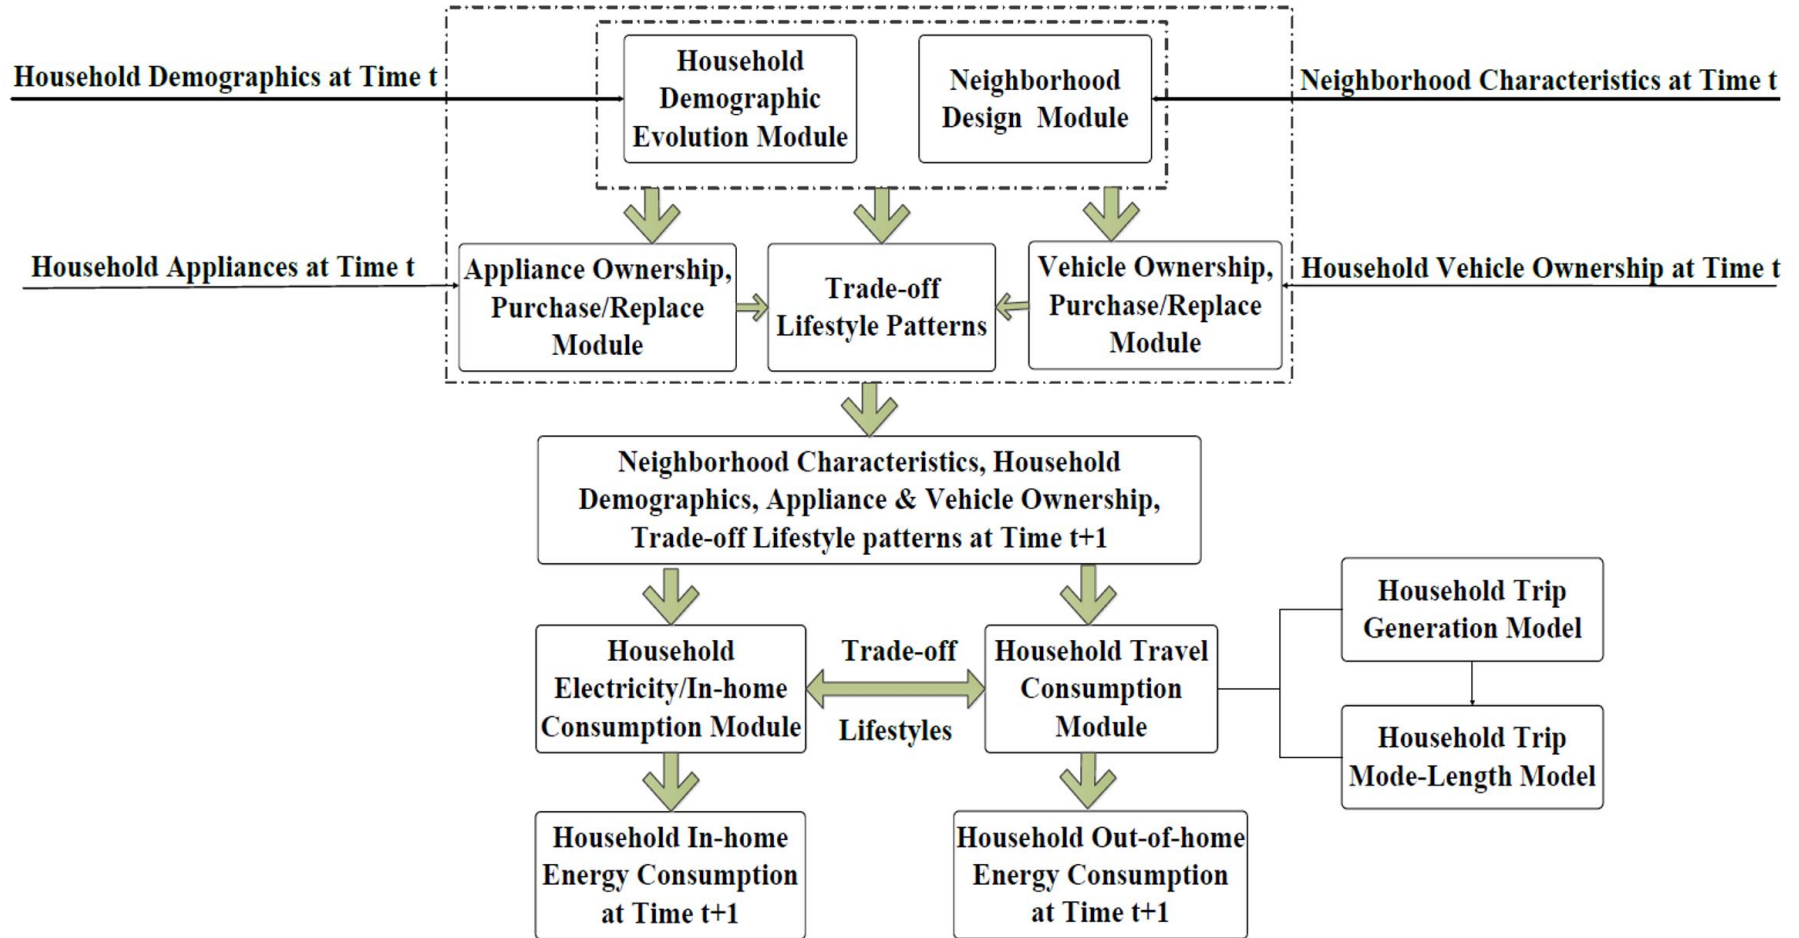 Household Demographics at Time t
Household
Demographic
Evolution Module
Neighborhood
Design Module
Neighborhood Characteristics at Time t
Household Appliances at Time t
Appliance Ownership,
Purchase/Replace
Module
Trade-off
Lifestyle Patterns
Vehicle Ownership,
Purchase/Replace
Module
Household Vehicle Ownership at Time t
Neighborhood Characteristics, Household
Demographics, Appliance & Vehicle Ownership,
Trade-off Lifestyle patterns at Time t+1
Household
Electricity/In-home
Consumption Module
Trade-off
Lifestyles
Household Travel
Consumption
Module
Household Trip
Generation Model
Household Trip
Mode-Length Model
Household In-home
Energy Consumption
at Time t+1
Household Out-of-home
Energy Consumption
at Time t+1